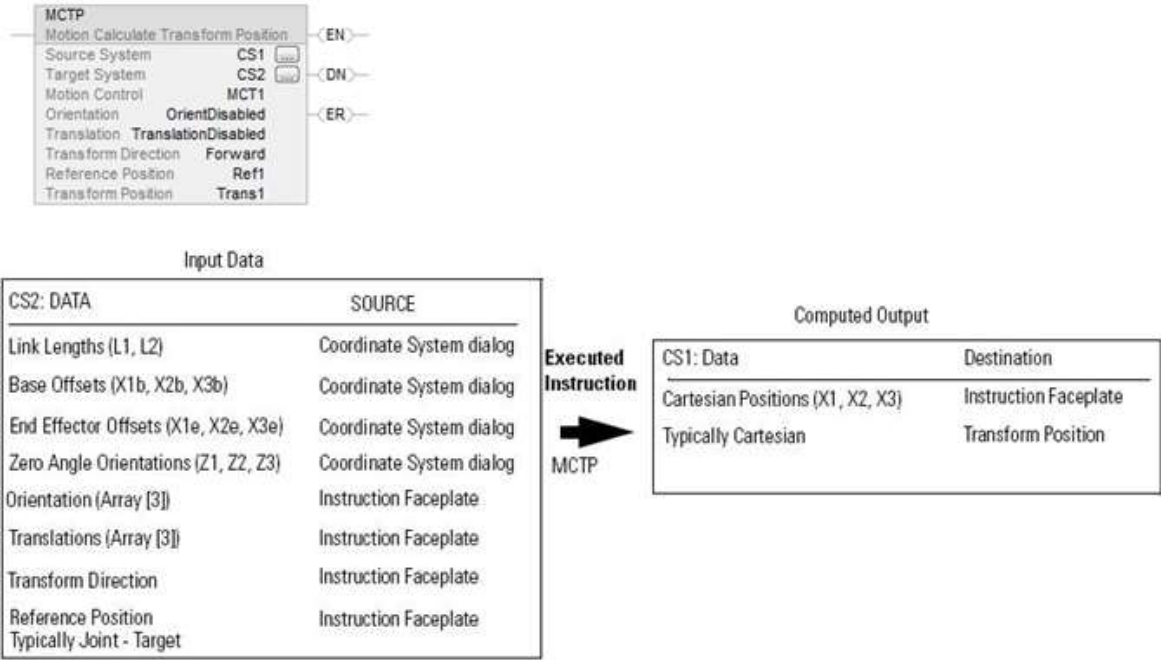 MCTP
Motion Calculate Transform Position
EN
Source System CS1 ...
Target System CS2 ...
DN
Motion Control MCT1
Orientation OrientDisabled
ER
Translation TranslationDisabled
Transform Direction Forward
Reference Position Ref1
Transform Position Trans1
Input Data
CS2: DATA SOURCE
Link Lengths (L1, L2) Coordinate System dialog
Base Offsets (X1b, X2b, X3b) Coordinate System dialog
End Effector Offsets (X1e, X2e, X3e) Coordinate System dialog
Zero Angle Orientations (Z1, Z2, Z3) Coordinate System dialog
Orientation (Array [3]) Instruction Faceplate
Translations (Array [3]) Instruction Faceplate
Transform Direction Instruction Faceplate
Reference Position Instruction Faceplate
Typically Joint - Target
Executed
Instruction
MCTP
Computed Output
CS1: Data Destination
Cartesian Positions (X1, X2, X3) Instruction Faceplate
Typically Cartesian Transform Position